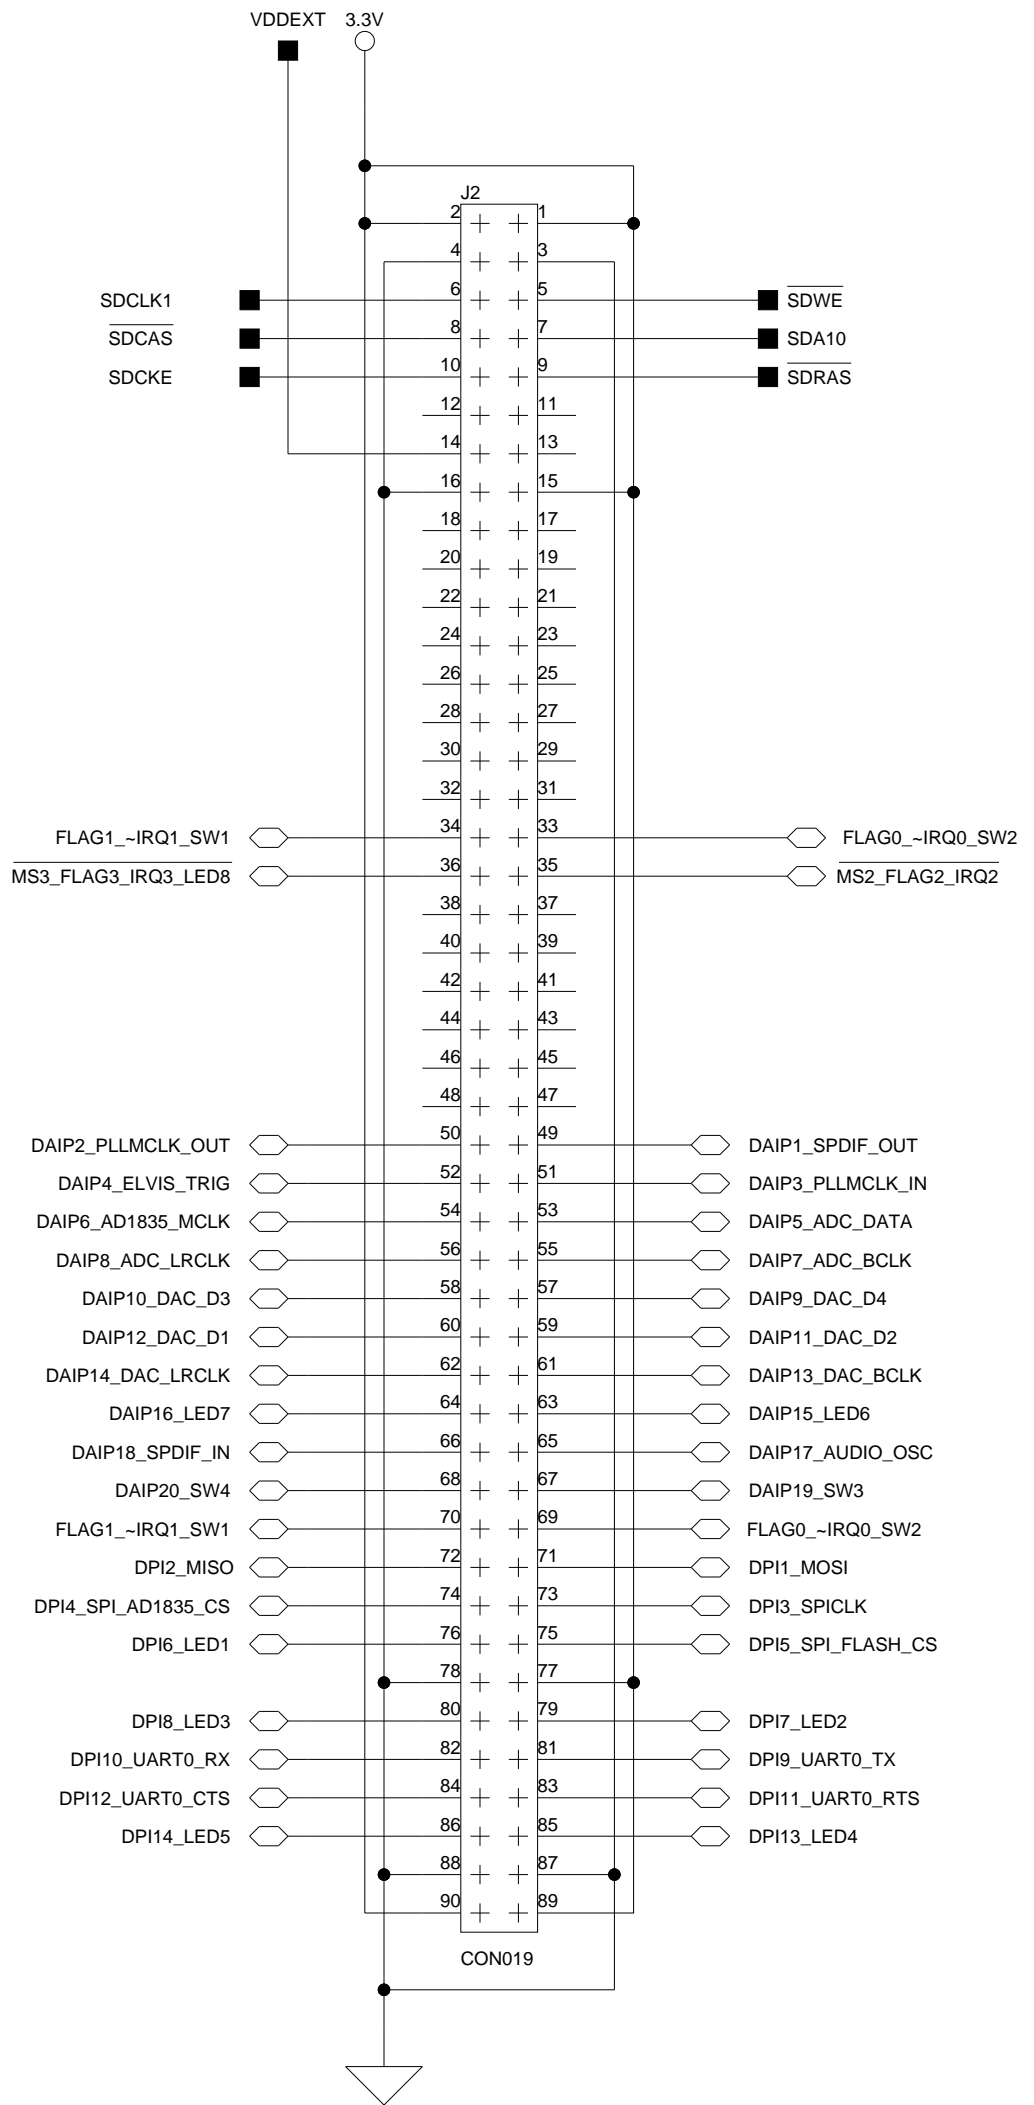 VDDEXT 3.3V
J2
2 1
4 3
SDCLK1 6 5 SDWE
SDCAS 8 7 SDA10
SDCKE 10 9 SDRAS
12 11
14 13
16 15
18 17
20 19
22 21
24 23
26 25
28 27
30 29
32 31
FLAG1_~IRQ1_SW1 34 33 FLAG0_~IRQ0_SW2
MS3_FLAG3_IRQ3_LED8 36 35 MS2_FLAG2_IRQ2
38 37
40 39
42 41
44 43
46 45
48 47
DAIP2_PLLMCLK_OUT 50 49 DAIP1_SPDIF_OUT
DAIP4_ELVIS_TRIG 52 51 DAIP3_PLLMCLK_IN
DAIP6_AD1835_MCLK 54 53 DAIP5_ADC_DATA
DAIP8_ADC_LRCLK 56 55 DAIP7_ADC_BCLK
DAIP10_DAC_D3 58 57 DAIP9_DAC_D4
DAIP12_DAC_D1 60 59 DAIP11_DAC_D2
DAIP14_DAC_LRCLK 62 61 DAIP13_DAC_BCLK
DAIP16_LED7 64 63 DAIP15_LED6
DAIP18_SPDIF_IN 66 65 DAIP17_AUDIO_OSC
DAIP20_SW4 68 67 DAIP19_SW3
FLAG1_~IRQ1_SW1 70 69 FLAG0_~IRQ0_SW2
DPI2_MISO 72 71 DPI1_MOSI
DPI4_SPI_AD1835_CS 74 73 DPI3_SPICLK
DPI6_LED1 76 75 DPI5_SPI_FLASH_CS
78 77
DPI8_LED3 80 79 DPI7_LED2
DPI10_UART0_RX 82 81 DPI9_UART0_TX
DPI12_UART0_CTS 84 83 DPI11_UART0_RTS
DPI14_LED5 86 85 DPI13_LED4
88 87
90 89
CON019